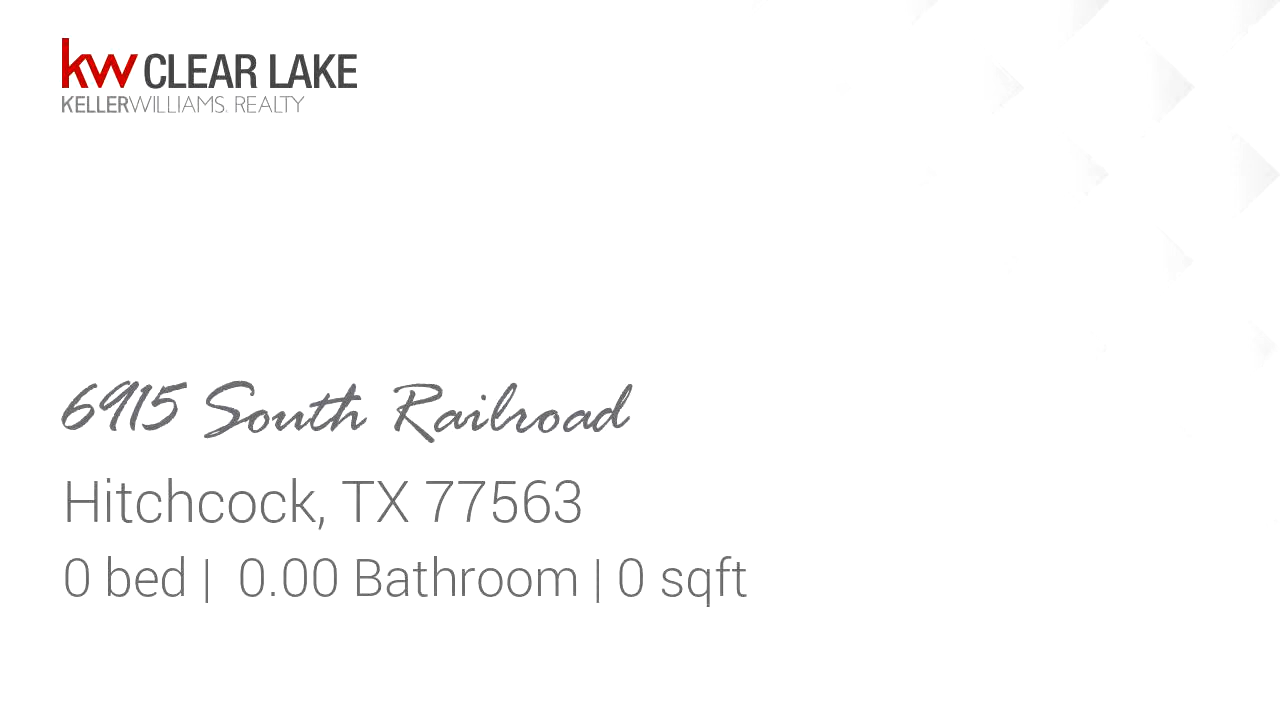 kw CLEAR LAKE
KELLERWILLIAMS. REALTY
6915 South Railroad
Hitchcock, TX 77563
0 bed | 0.00 Bathroom | 0 sqft